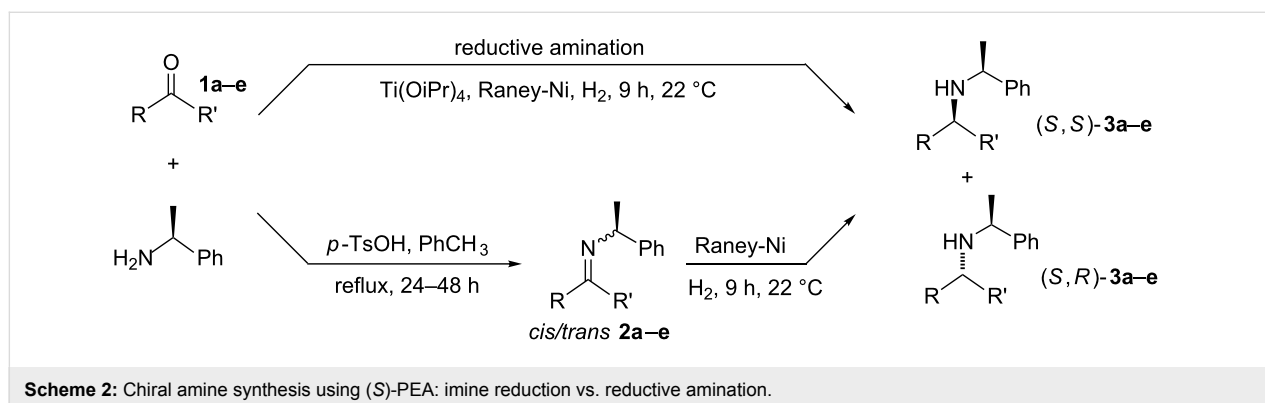 reductive amination
O
1a–e
R
R'
Ti(OiPr)4, Raney-Ni, H2, 9 h, 22 °C
HN
Ph
R
R'
(S,S)-3a–e
+
+
H2N
Ph
p-TsOH, PhCH3
reflux, 24–48 h
N
Ph
R
R'
cis/trans 2a–e
Raney-Ni
H2, 9 h, 22 °C
HN
Ph
R
R'
(S,R)-3a–e
Scheme 2: Chiral amine synthesis using (S)-PEA: imine reduction vs. reductive amination.